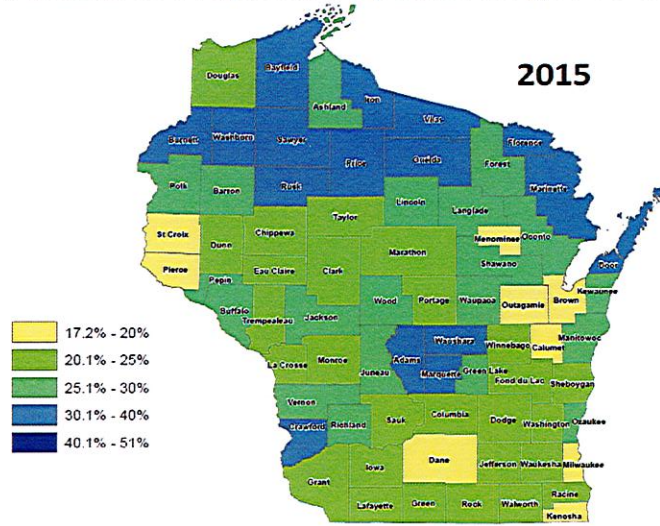 2015
Douglas
Bayfield
Ashland
Iron
Vilas
Burnett
Washburn
Sawyer
Price
Oneida
Forest
Florence
Marinette
Polk
Barron
Rusk
Lincoln
Langlade
Taylor
Oconto
Menominee
St Croix
Dunn
Chippewa
Clark
Marathon
Shawano
Door
Pierce
Pepin
Eau Claire
Buffalo
Trempealeau
Jackson
Wood
Portage
Waupaca
Outagamie
Brown
Kewaunee
Waushara
Winnebago
Calumet
Manitowoc
La Crosse
Monroe
Juneau
Adams
Marquette
Green Lake
Fond du Lac
Sheboygan
Vernon
Crawford
Richland
Sauk
Columbia
Dodge
Washington
Ozaukee
Grant
Iowa
Dane
Jefferson
Waukesha
Milwaukee
Lafayette
Green
Rock
Walworth
Racine
Kenosha
17.2% - 20%
20.1% - 25%
25.1% - 30%
30.1% - 40%
40.1% - 51%